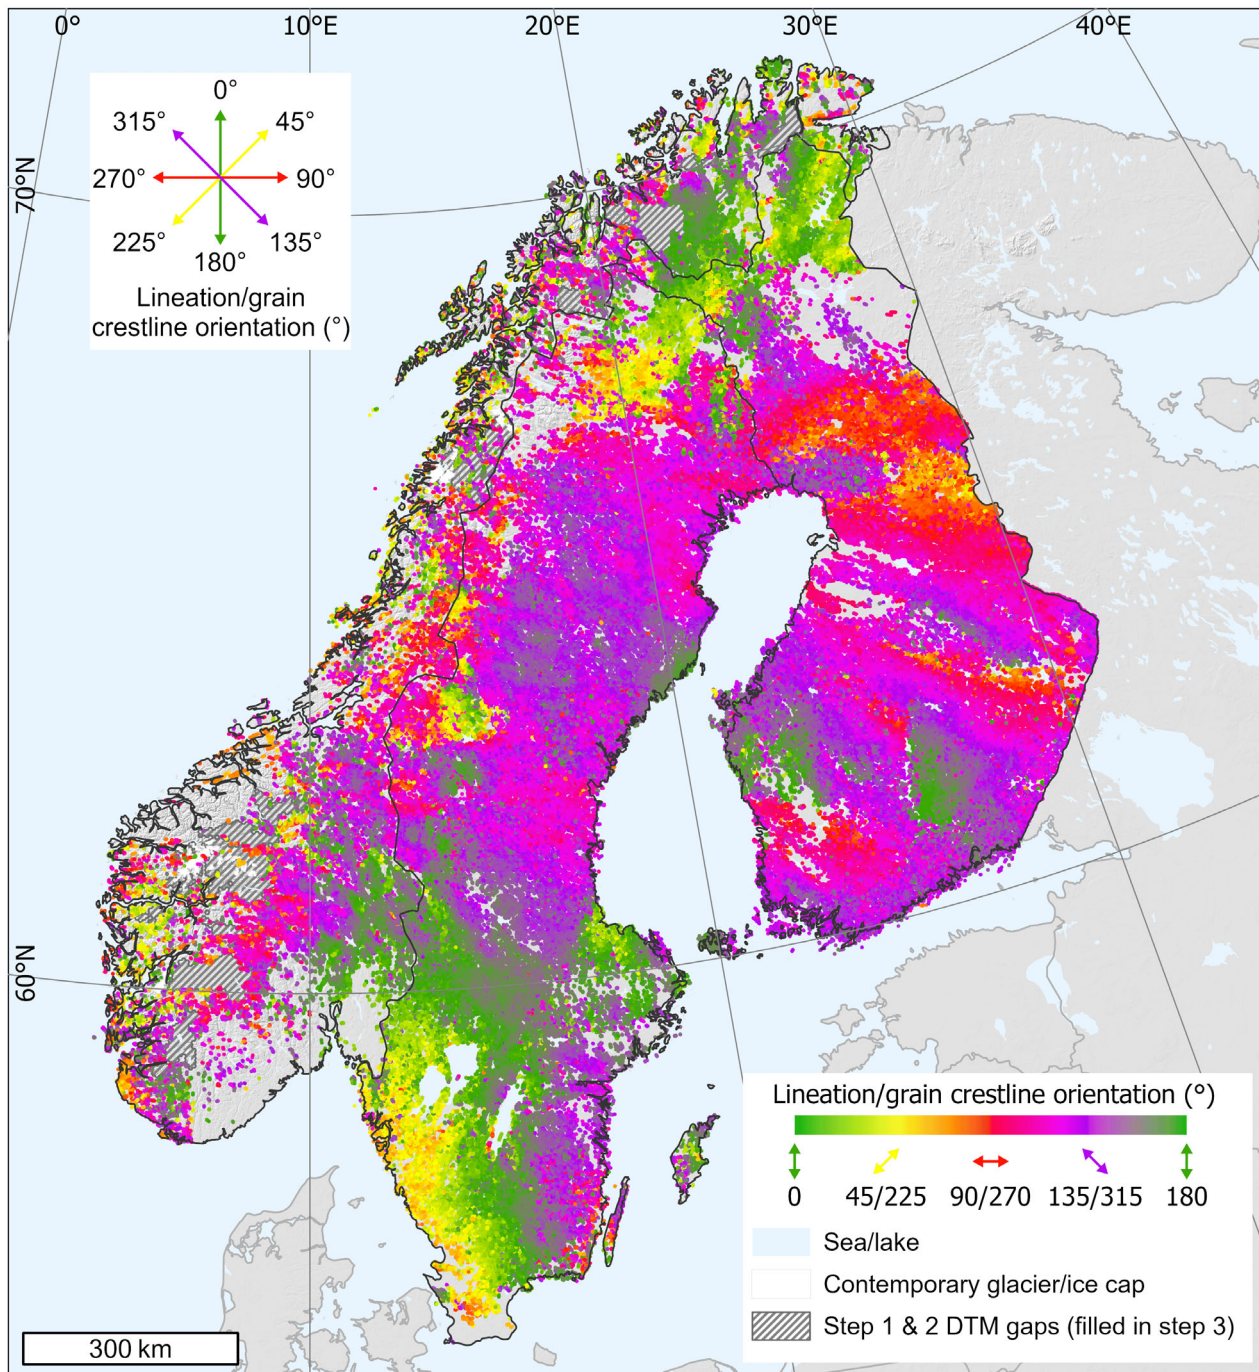 0° 10°E 20°E 30°E 40°E
70°N
60°N
0°
315° 45°
270° 90°
225° 135°
180°
Lineation/grain
crestline orientation (°)
Lineation/grain crestline orientation (°)
0 45/225 90/270 135/315 180
Sea/lake
Contemporary glacier/ice cap
Step 1 & 2 DTM gaps (filled in step 3)
300 km